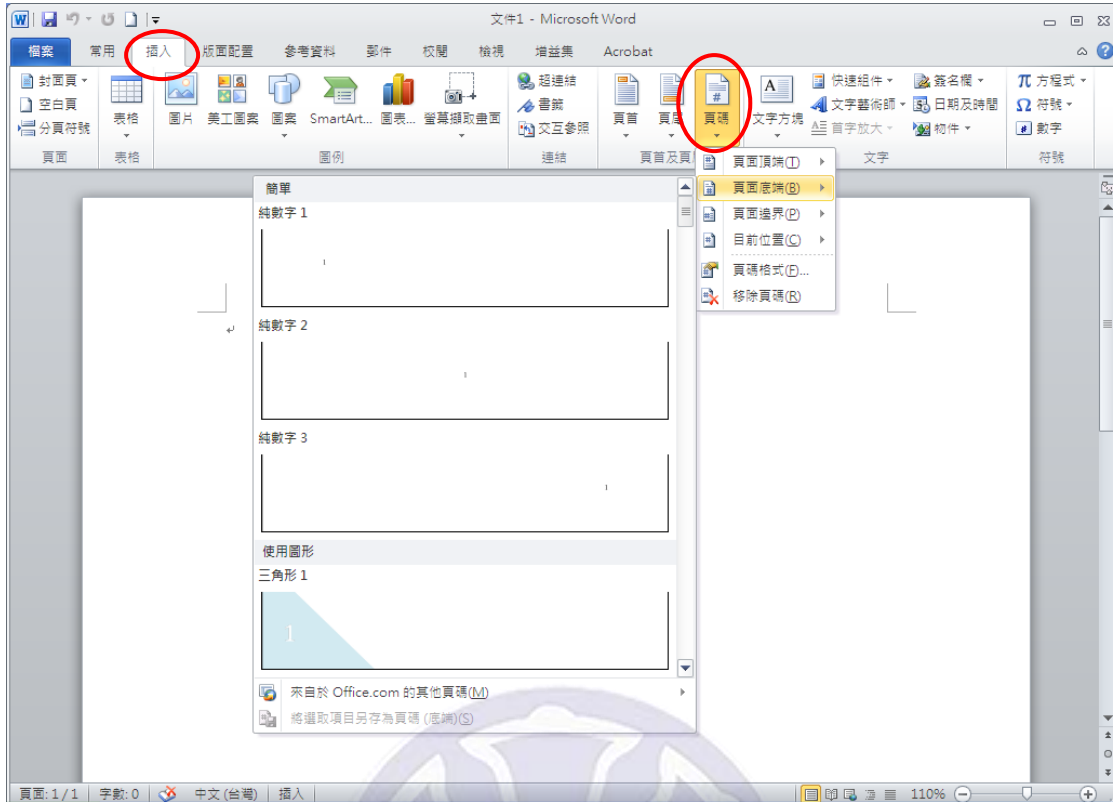 文件1 - Microsoft Word
檔案 常用 插入 版面配置 參考資料 郵件 校閱 檢視 增益集 Acrobat
封面頁
空白頁
分頁符號
頁面
表格
表格
圖片 美工圖案 圖案 SmartArt... 圖表... 螢幕擷取畫面
圖例
超連結
書籤
交互參照
連結
頁首 頁尾 頁碼
頁首及頁
文字方塊
快速組件
文字藝術師
首字放大
簽名欄
日期及時間
物件
文字
π 方程式
Ω 符號
# 數字
符號
頁面頂端(T)
頁面底端(B)
頁面邊界(P)
目前位置(C)
頁碼格式(F)...
移除頁碼(R)
簡單
純數字 1
1
純數字 2
1
純數字 3
1
使用圖形
三角形 1
1
來自於 Office.com 的其他頁碼(M)
將選取項目另存為頁碼 (底端)(S)
頁面: 1 / 1 字數: 0 中文 (台灣) 插入 110%